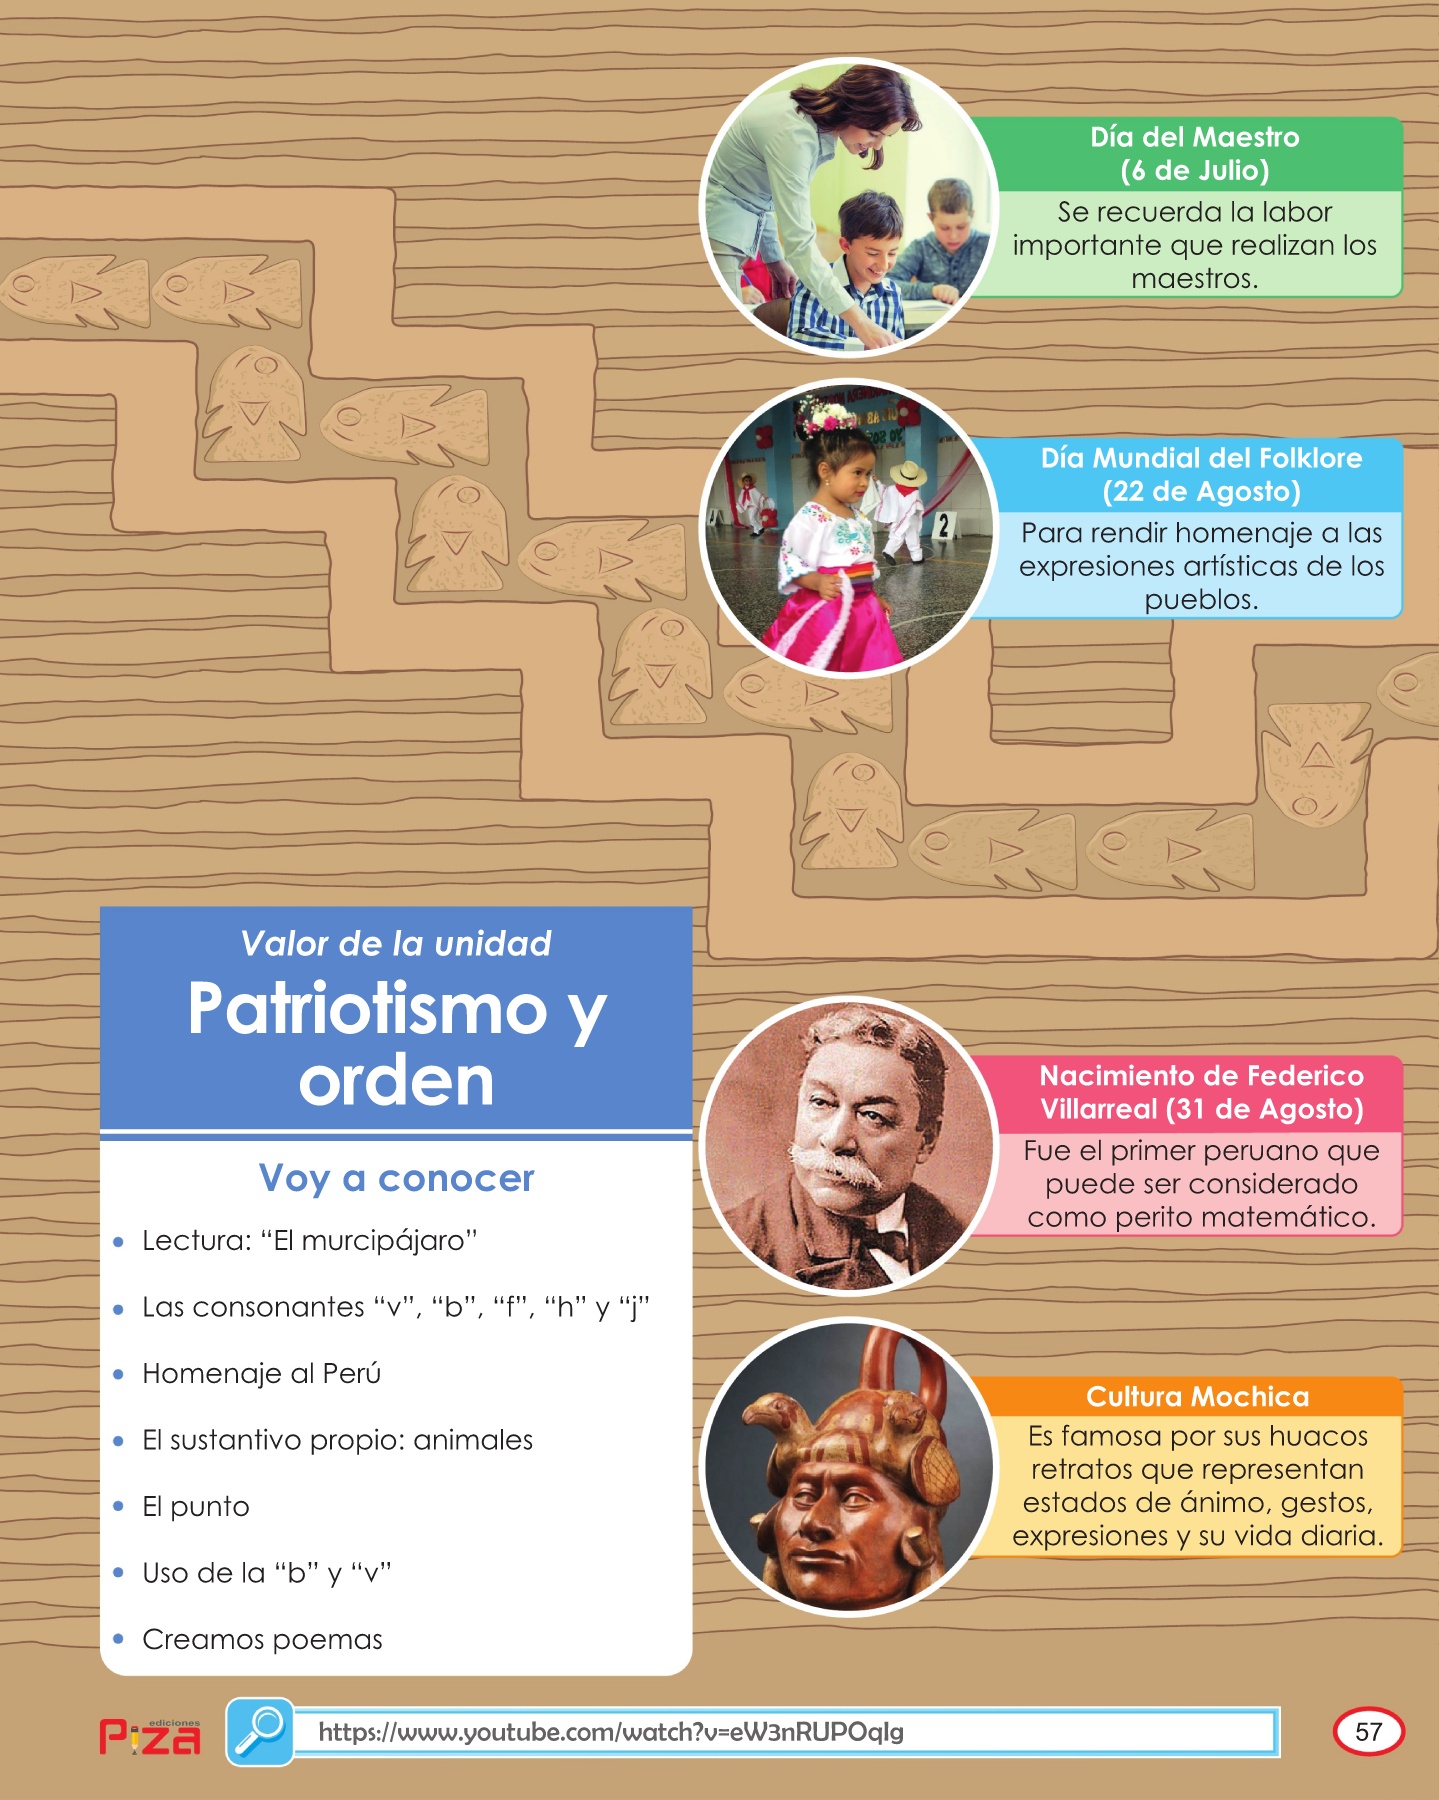 Día del Maestro
(6 de Julio)
Se recuerda la labor
importante que realizan los
maestros.
Día Mundial del Folklore
(22 de Agosto)
Para rendir homenaje a las
expresiones artísticas de los
pueblos.
2
Valor de la unidad
Patriotismo y
orden
Voy a conocer
• Lectura: “El murcipájaro”
• Las consonantes “v”, “b”, “f”, “h” y “j”
• Homenaje al Perú
• El sustantivo propio: animales
• El punto
• Uso de la “b” y “v”
• Creamos poemas
Nacimiento de Federico
Villarreal (31 de Agosto)
Fue el primer peruano que
puede ser considerado
como perito matemático.
Cultura Mochica
Es famosa por sus huacos
retratos que representan
estados de ánimo, gestos,
expresiones y su vida diaria.
ediciones
Piza
https://www.youtube.com/watch?v=eW3nRUPOqIg
57